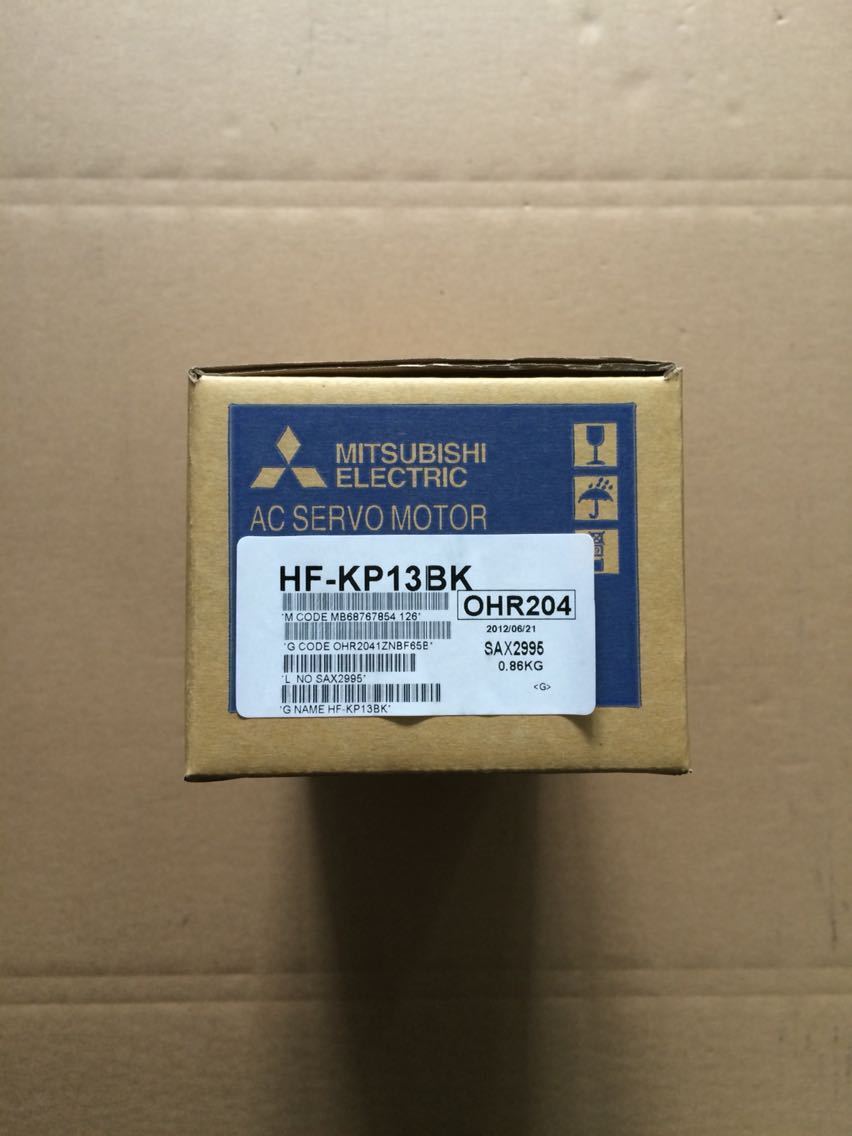 MITSUBISHI
ELECTRIC
AC SERVO MOTOR
HF-KP13BK
OHR204
*M CODE MB68767854 126*
2012/06/21
*G CODE OHR2041ZNBF65B*
SAX2995
0.86KG
*L NO SAX2995*
<G>
*G NAME HF-KP13BK*